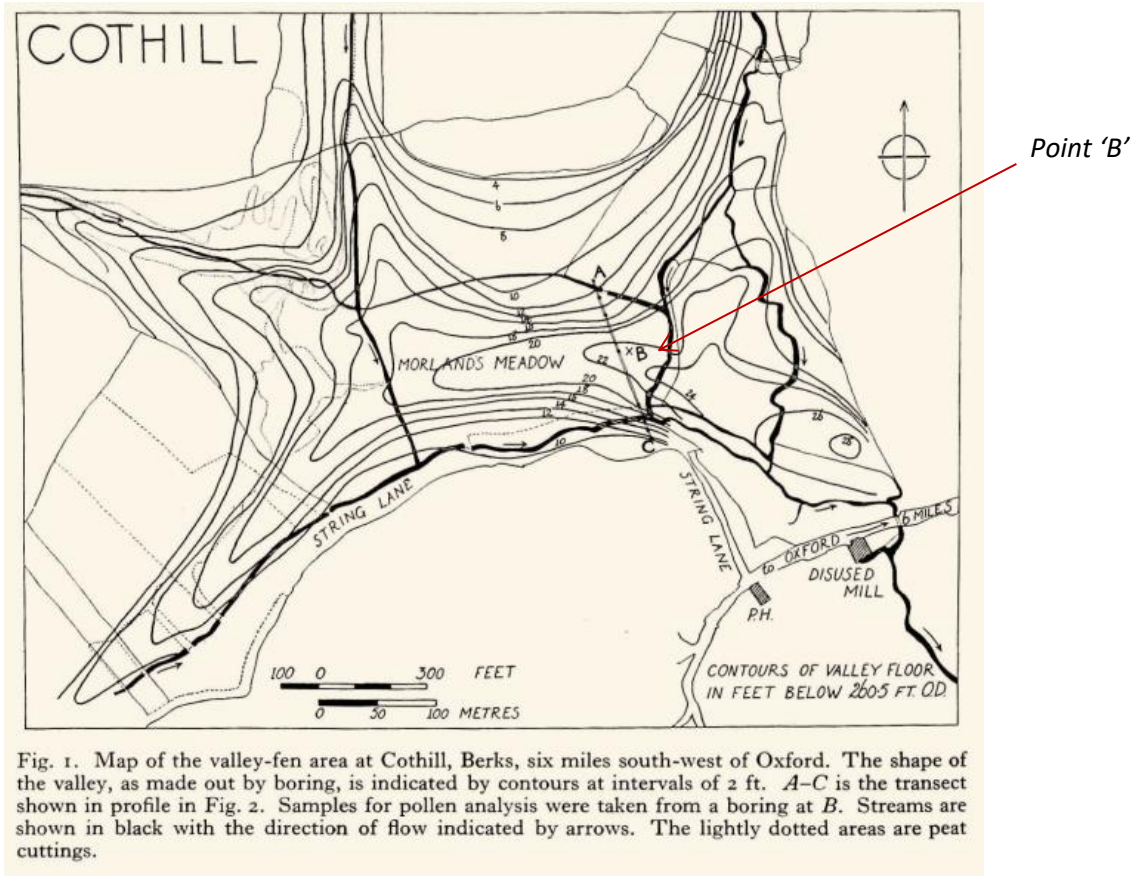 COTHILL
Point ‘B’
4
6
8
A
10
12
14
16
18
20
MORLANDS MEADOW
×B
22
24
20
18
16
14
12
10
C
26
28
STRING LANE
STRING LANE
to OXFORD 6 MILES
DISUSED
MILL
P.H.
100 0 300 FEET
0 50 100 METRES
CONTOURS OF VALLEY FLOOR
IN FEET BELOW 260·5 FT. O.D.
Fig. 1. Map of the valley-fen area at Cothill, Berks, six miles south-west of Oxford. The shape of
the valley, as made out by boring, is indicated by contours at intervals of 2 ft. A–C is the transect
shown in profile in Fig. 2. Samples for pollen analysis were taken from a boring at B. Streams are
shown in black with the direction of flow indicated by arrows. The lightly dotted areas are peat
cuttings.